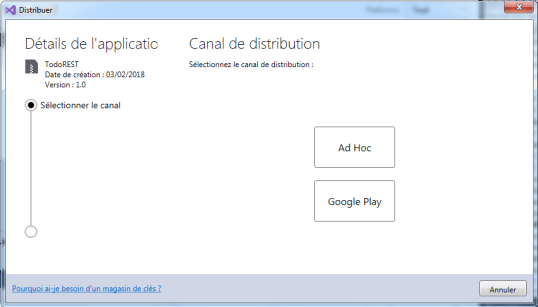 Distribuer
Détails de l'applicatio
TodoREST
Date de création : 03/02/2018
Version : 1.0
Sélectionner le canal
Canal de distribution
Sélectionnez le canal de distribution :
Ad Hoc
Google Play
Pourquoi ai-je besoin d'un magasin de clés ?
Annuler